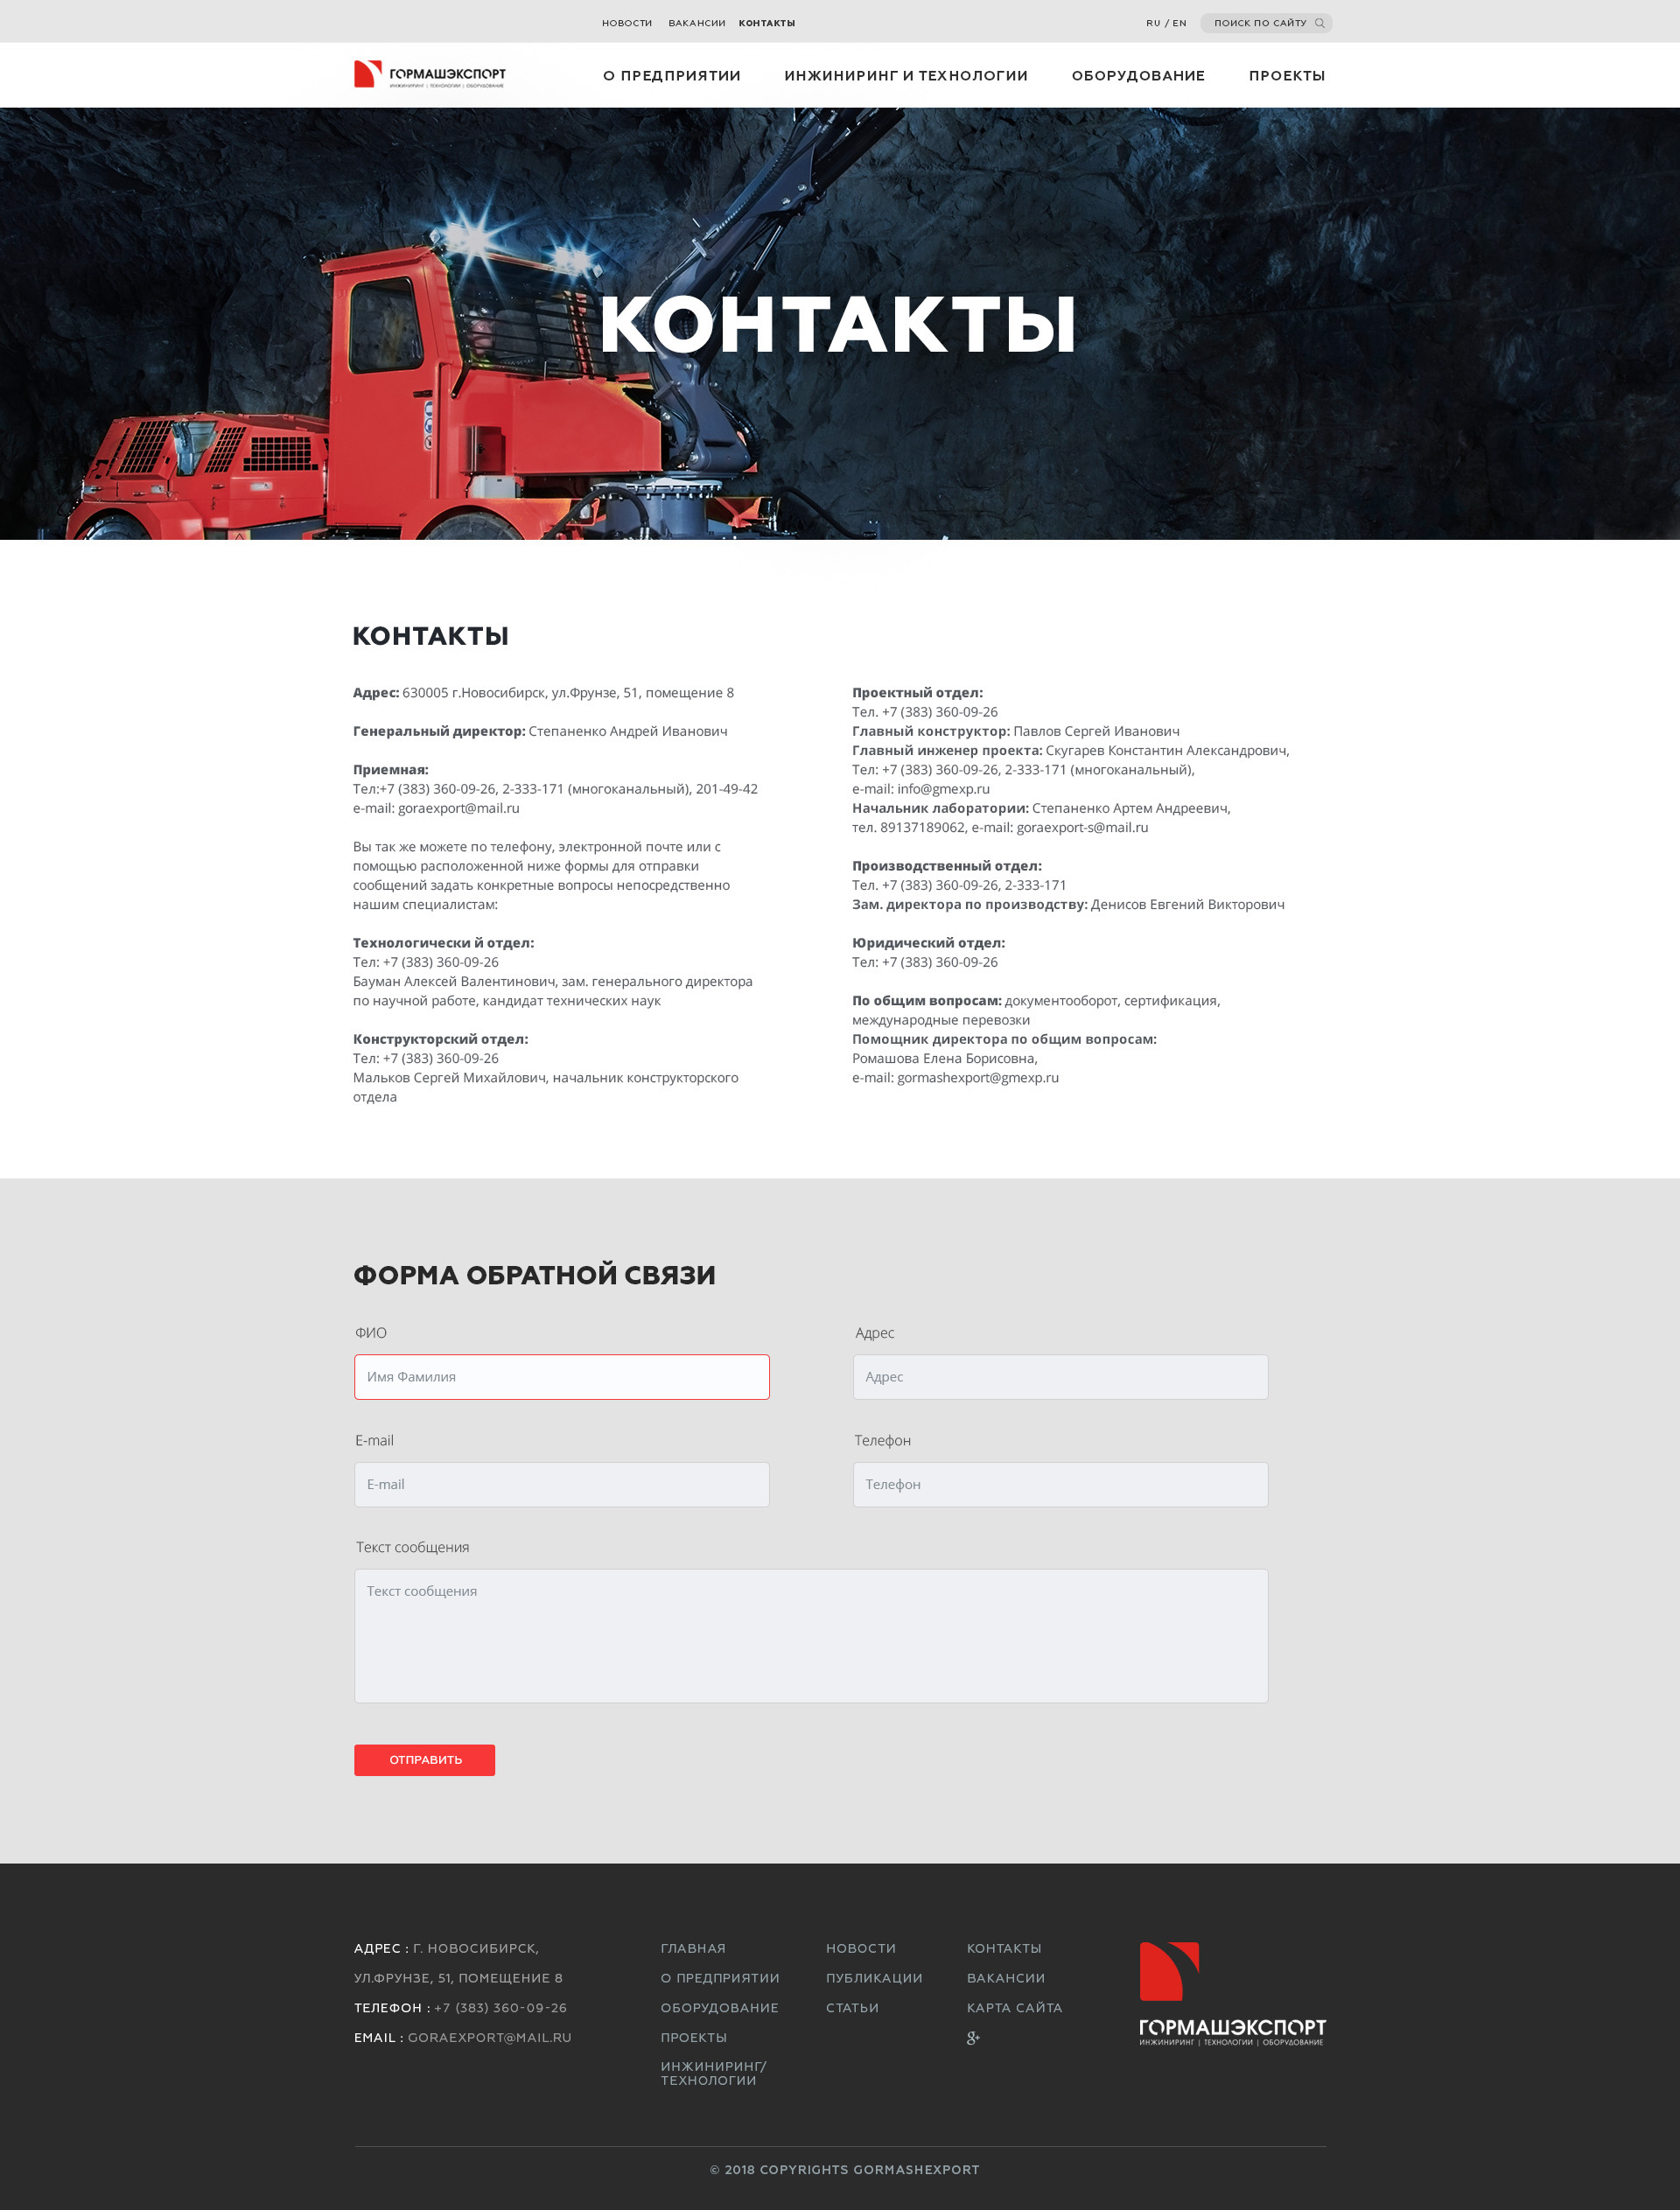 НОВОСТИ ВАКАНСИИ КОНТАКТЫ RU / EN ПОИСК ПО САЙТУ
ГОРМАШЭКСПОРТ
ИНЖИНИРИНГ | ТЕХНОЛОГИИ | ОБОРУДОВАНИЕ
О ПРЕДПРИЯТИИ ИНЖИНИРИНГ И ТЕХНОЛОГИИ ОБОРУДОВАНИЕ ПРОЕКТЫ
КОНТАКТЫ
КОНТАКТЫ
Адрес: 630005 г.Новосибирск, ул.Фрунзе, 51, помещение 8
Генеральный директор: Степаненко Андрей Иванович
Приемная:
Тел:+7 (383) 360-09-26, 2-333-171 (многоканальный), 201-49-42
e-mail: goraexport@mail.ru
Вы так же можете по телефону, электронной почте или с
помощью расположенной ниже формы для отправки
сообщений задать конкретные вопросы непосредственно
нашим специалистам:
Технологически й отдел:
Тел: +7 (383) 360-09-26
Бауман Алексей Валентинович, зам. генерального директора
по научной работе, кандидат технических наук
Конструкторский отдел:
Тел: +7 (383) 360-09-26
Мальков Сергей Михайлович, начальник конструкторского
отдела
Проектный отдел:
Тел. +7 (383) 360-09-26
Главный конструктор: Павлов Сергей Иванович
Главный инженер проекта: Скугарев Константин Александрович,
Тел: +7 (383) 360-09-26, 2-333-171 (многоканальный),
e-mail: info@gmexp.ru
Начальник лаборатории: Степаненко Артем Андреевич,
тел. 89137189062, e-mail: goraexport-s@mail.ru
Производственный отдел:
Тел. +7 (383) 360-09-26, 2-333-171
Зам. директора по производству: Денисов Евгений Викторович
Юридический отдел:
Тел: +7 (383) 360-09-26
По общим вопросам: документооборот, сертификация,
международные перевозки
Помощник директора по общим вопросам:
Ромашова Елена Борисовна,
e-mail: gormashexport@gmexp.ru
ФОРМА ОБРАТНОЙ СВЯЗИ
ФИО
Имя Фамилия
Адрес
Адрес
E-mail
E-mail
Телефон
Телефон
Текст сообщения
Текст сообщения
ОТПРАВИТЬ
АДРЕС : Г. НОВОСИБИРСК,
УЛ.ФРУНЗЕ, 51, ПОМЕЩЕНИЕ 8
ТЕЛЕФОН : +7 (383) 360-09-26
EMAIL : GORAEXPORT@MAIL.RU
ГЛАВНАЯ
О ПРЕДПРИЯТИИ
ОБОРУДОВАНИЕ
ПРОЕКТЫ
ИНЖИНИРИНГ/
ТЕХНОЛОГИИ
НОВОСТИ
ПУБЛИКАЦИИ
СТАТЬИ
КОНТАКТЫ
ВАКАНСИИ
КАРТА САЙТА
g+
ГОРМАШЭКСПОРТ
ИНЖИНИРИНГ | ТЕХНОЛОГИИ | ОБОРУДОВАНИЕ
© 2018 COPYRIGHTS GORMASHEXPORT